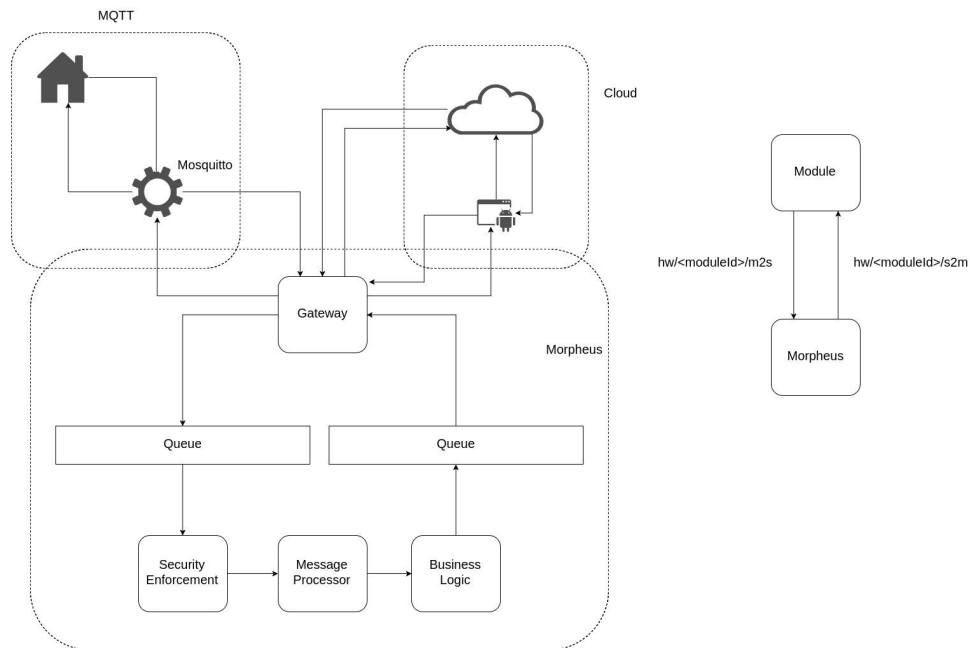 MQTT
Cloud
Mosquitto
Module
hw/<moduleId>/m2s
hw/<moduleId>/s2m
Gateway
Morpheus
Morpheus
Queue
Queue
Security
Enforcement
Message
Processor
Business
Logic